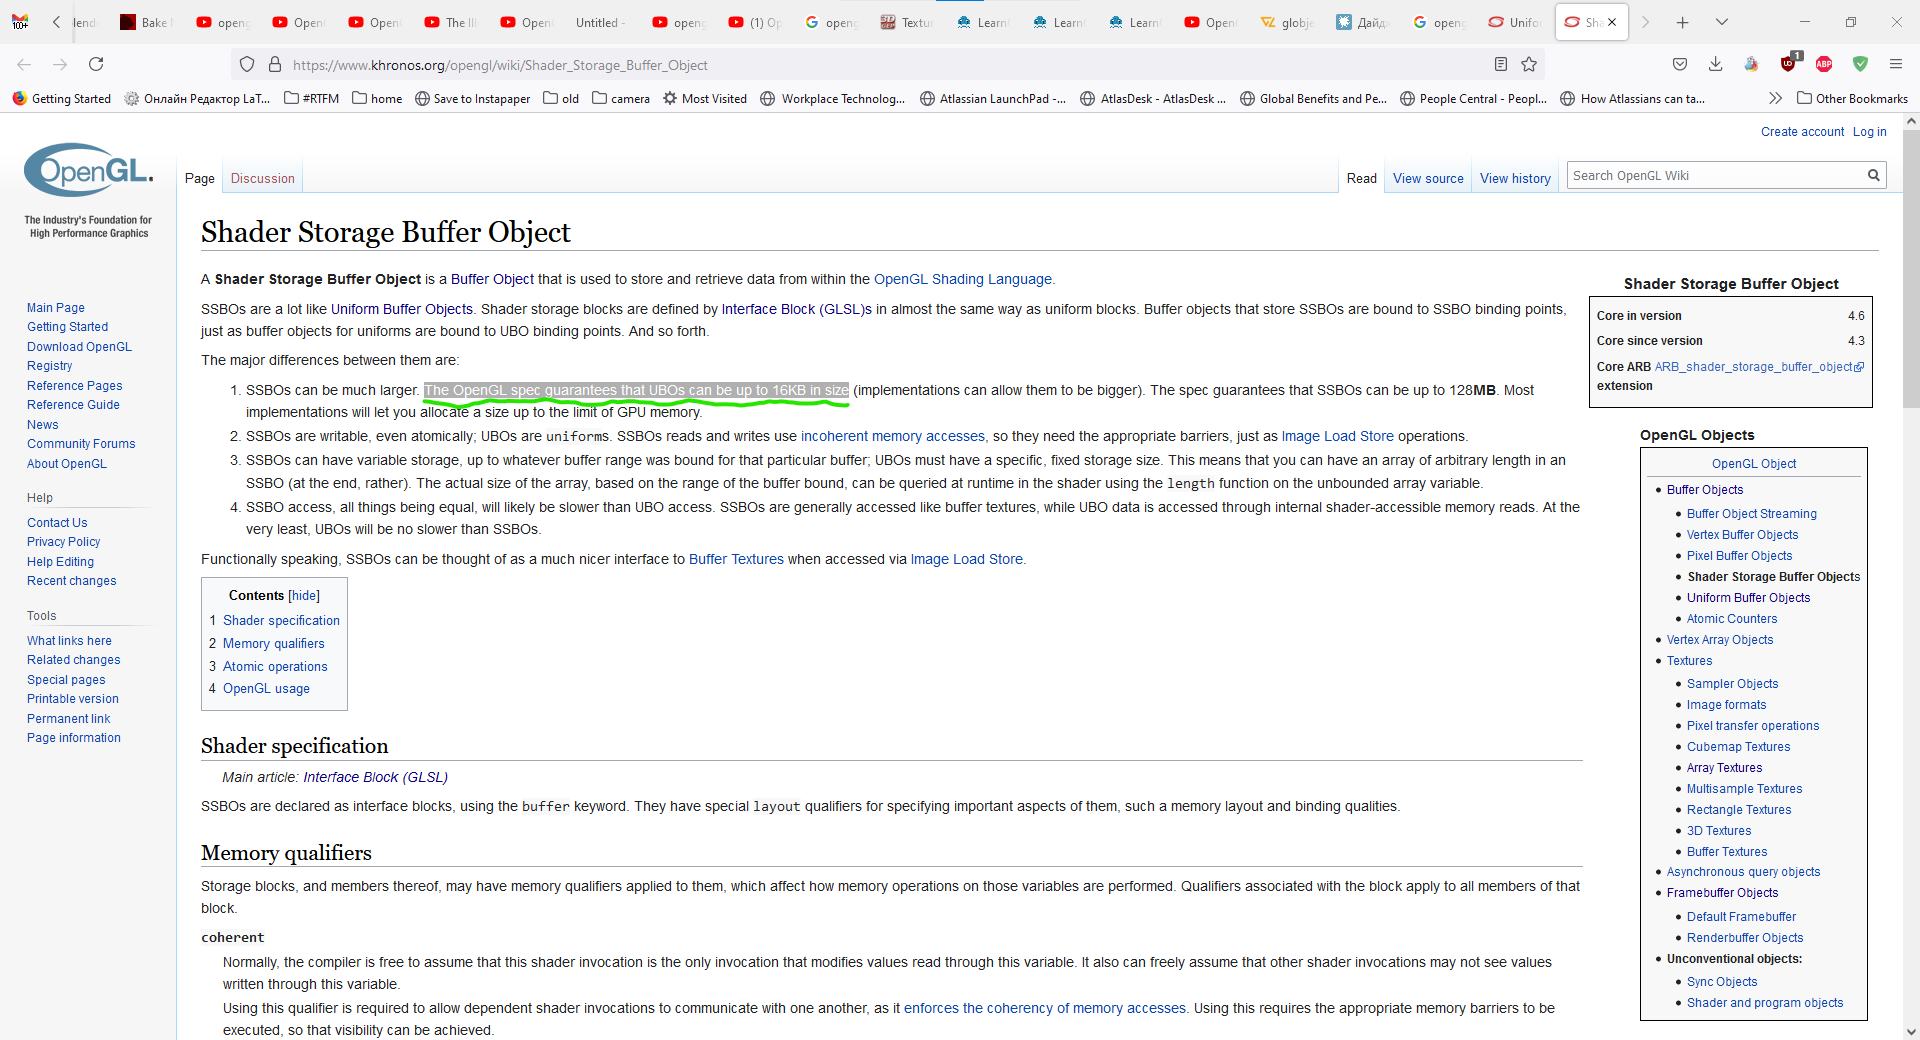 100+
lende
Bake
openg
Open
Open
The Ill
Open
Untitled -
openg
(1) Op
openg
Textur
Learn
Learn
Learn
Open
globje
Дайд
openg
Unifo
Sha
https://www.khronos.org/opengl/wiki/Shader_Storage_Buffer_Object
1
ABP
Getting Started
Онлайн Редактор LaT...
#RTFM
home
Save to Instapaper
old
camera
Most Visited
Workplace Technolog...
Atlassian LaunchPad -...
AtlasDesk - AtlasDesk ...
Global Benefits and Pe...
People Central - Peopl...
How Atlassians can ta...
Other Bookmarks
Create account Log in
OpenGL.
The Industry's Foundation for
High Performance Graphics
Page
Discussion
Read
View source
View history
Search OpenGL Wiki
Main Page
Getting Started
Download OpenGL
Registry
Reference Pages
Reference Guide
News
Community Forums
About OpenGL
Help
Contact Us
Privacy Policy
Help Editing
Recent changes
Tools
What links here
Related changes
Special pages
Printable version
Permanent link
Page information
Shader Storage Buffer Object
A Shader Storage Buffer Object is a Buffer Object that is used to store and retrieve data from within the OpenGL Shading Language.
SSBOs are a lot like Uniform Buffer Objects. Shader storage blocks are defined by Interface Block (GLSL)s in almost the same way as uniform blocks. Buffer objects that store SSBOs are bound to SSBO binding points,
just as buffer objects for uniforms are bound to UBO binding points. And so forth.
The major differences between them are:
1. SSBOs can be much larger. The OpenGL spec guarantees that UBOs can be up to 16KB in size (implementations can allow them to be bigger). The spec guarantees that SSBOs can be up to 128MB. Most
implementations will let you allocate a size up to the limit of GPU memory.
2. SSBOs are writable, even atomically; UBOs are uniforms. SSBOs reads and writes use incoherent memory accesses, so they need the appropriate barriers, just as Image Load Store operations.
3. SSBOs can have variable storage, up to whatever buffer range was bound for that particular buffer; UBOs must have a specific, fixed storage size. This means that you can have an array of arbitrary length in an
SSBO (at the end, rather). The actual size of the array, based on the range of the buffer bound, can be queried at runtime in the shader using the length function on the unbounded array variable.
4. SSBO access, all things being equal, will likely be slower than UBO access. SSBOs are generally accessed like buffer textures, while UBO data is accessed through internal shader-accessible memory reads. At the
very least, UBOs will be no slower than SSBOs.
Functionally speaking, SSBOs can be thought of as a much nicer interface to Buffer Textures when accessed via Image Load Store.
Contents [hide]
1 Shader specification
2 Memory qualifiers
3 Atomic operations
4 OpenGL usage
Shader specification
Main article: Interface Block (GLSL)
SSBOs are declared as interface blocks, using the buffer keyword. They have special layout qualifiers for specifying important aspects of them, such a memory layout and binding qualities.
Memory qualifiers
Storage blocks, and members thereof, may have memory qualifiers applied to them, which affect how memory operations on those variables are performed. Qualifiers associated with the block apply to all members of that
block.
coherent
Normally, the compiler is free to assume that this shader invocation is the only invocation that modifies values read through this variable. It also can freely assume that other shader invocations may not see values
written through this variable.
Using this qualifier is required to allow dependent shader invocations to communicate with one another, as it enforces the coherency of memory accesses. Using this requires the appropriate memory barriers to be
executed, so that visibility can be achieved.
Shader Storage Buffer Object
Core in version 4.6
Core since version 4.3
Core ARB ARB_shader_storage_buffer_object
extension
OpenGL Objects
OpenGL Object
Buffer Objects
Buffer Object Streaming
Vertex Buffer Objects
Pixel Buffer Objects
Shader Storage Buffer Objects
Uniform Buffer Objects
Atomic Counters
Vertex Array Objects
Textures
Sampler Objects
Image formats
Pixel transfer operations
Cubemap Textures
Array Textures
Multisample Textures
Rectangle Textures
3D Textures
Buffer Textures
Asynchronous query objects
Framebuffer Objects
Default Framebuffer
Renderbuffer Objects
Unconventional objects:
Sync Objects
Shader and program objects